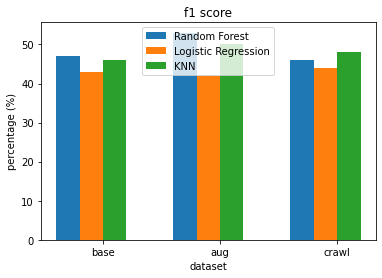 f1 score
Random Forest
Logistic Regression
KNN
percentage (%)
50
40
30
20
10
0
base aug crawl
dataset